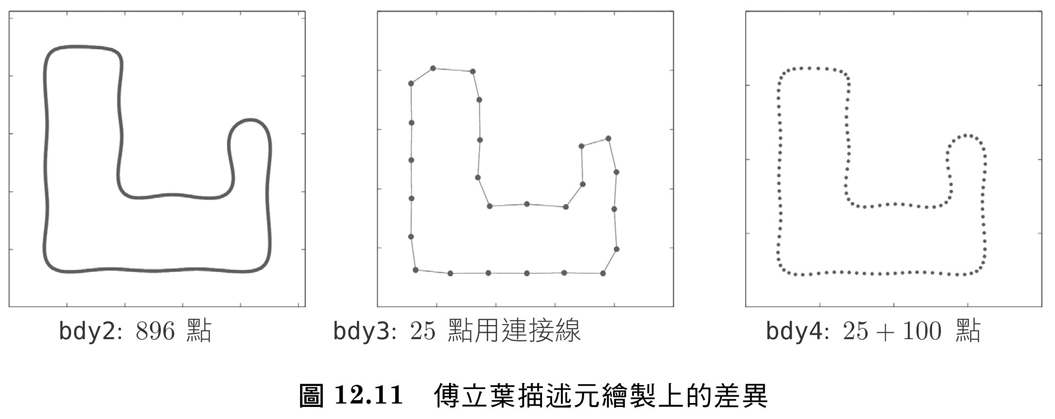 bdy2: 896 點
bdy3: 25 點用連接線
bdy4: 25 + 100 點
圖 12.11 傅立葉描述元繪製上的差異